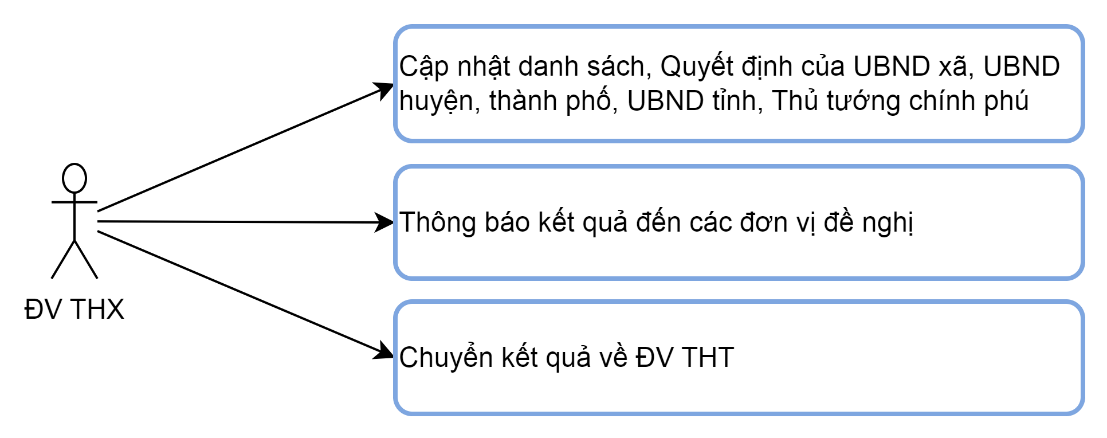 Cập nhật danh sách, Quyết định của UBND xã, UBND
huyện, thành phố, UBND tỉnh, Thủ tướng chính phú
Thông báo kết quả đến các đơn vị đề nghị
ĐV THX
Chuyển kết quả về ĐV THT